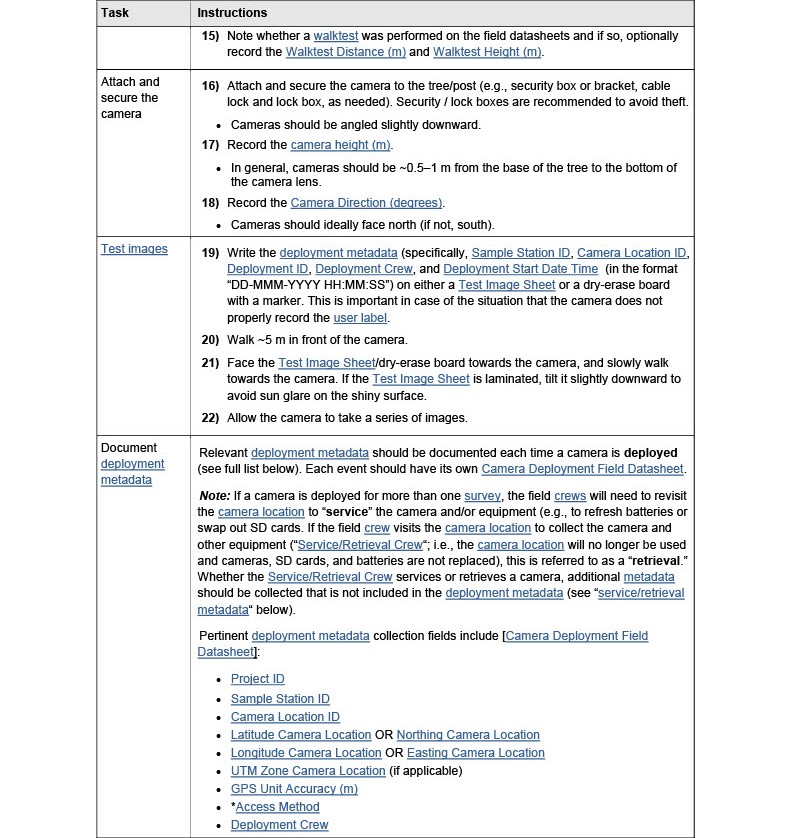 Task Instructions
15) Note whether a walktest was performed on the field datasheets and if so, optionally
record the Walktest Distance (m) and Walktest Height (m).
Attach and
secure the
camera
16) Attach and secure the camera to the tree/post (e.g., security box or bracket, cable
lock and lock box, as needed). Security / lock boxes are recommended to avoid theft.
• Cameras should be angled slightly downward.
17) Record the camera height (m).
• In general, cameras should be ~0.5–1 m from the base of the tree to the bottom of
the camera lens.
18) Record the Camera Direction (degrees).
• Cameras should ideally face north (if not, south).
Test images
19) Write the deployment metadata (specifically, Sample Station ID, Camera Location ID,
Deployment ID, Deployment Crew, and Deployment Start Date Time (in the format
“DD-MMM-YYYY HH:MM:SS”) on either a Test Image Sheet or a dry-erase board
with a marker. This is important in case of the situation that the camera does not
properly record the user label.
20) Walk ~5 m in front of the camera.
21) Face the Test Image Sheet/dry-erase board towards the camera, and slowly walk
towards the camera. If the Test Image Sheet is laminated, tilt it slightly downward to
avoid sun glare on the shiny surface.
22) Allow the camera to take a series of images.
Document
deployment
metadata
Relevant deployment metadata should be documented each time a camera is deployed
(see full list below). Each event should have its own Camera Deployment Field Datasheet.
Note: If a camera is deployed for more than one survey, the field crews will need to revisit
the camera location to “service” the camera and/or equipment (e.g., to refresh batteries or
swap out SD cards. If the field crew visits the camera location to collect the camera and
other equipment (“Service/Retrieval Crew“; i.e., the camera location will no longer be used
and cameras, SD cards, and batteries are not replaced), this is referred to as a “retrieval.”
Whether the Service/Retrieval Crew services or retrieves a camera, additional metadata
should be collected that is not included in the deployment metadata (see “service/retrieval
metadata“ below).
Pertinent deployment metadata collection fields include [Camera Deployment Field
Datasheet]:
• Project ID
• Sample Station ID
• Camera Location ID
• Latitude Camera Location OR Northing Camera Location
• Longitude Camera Location OR Easting Camera Location
• UTM Zone Camera Location (if applicable)
• GPS Unit Accuracy (m)
• *Access Method
• Deployment Crew